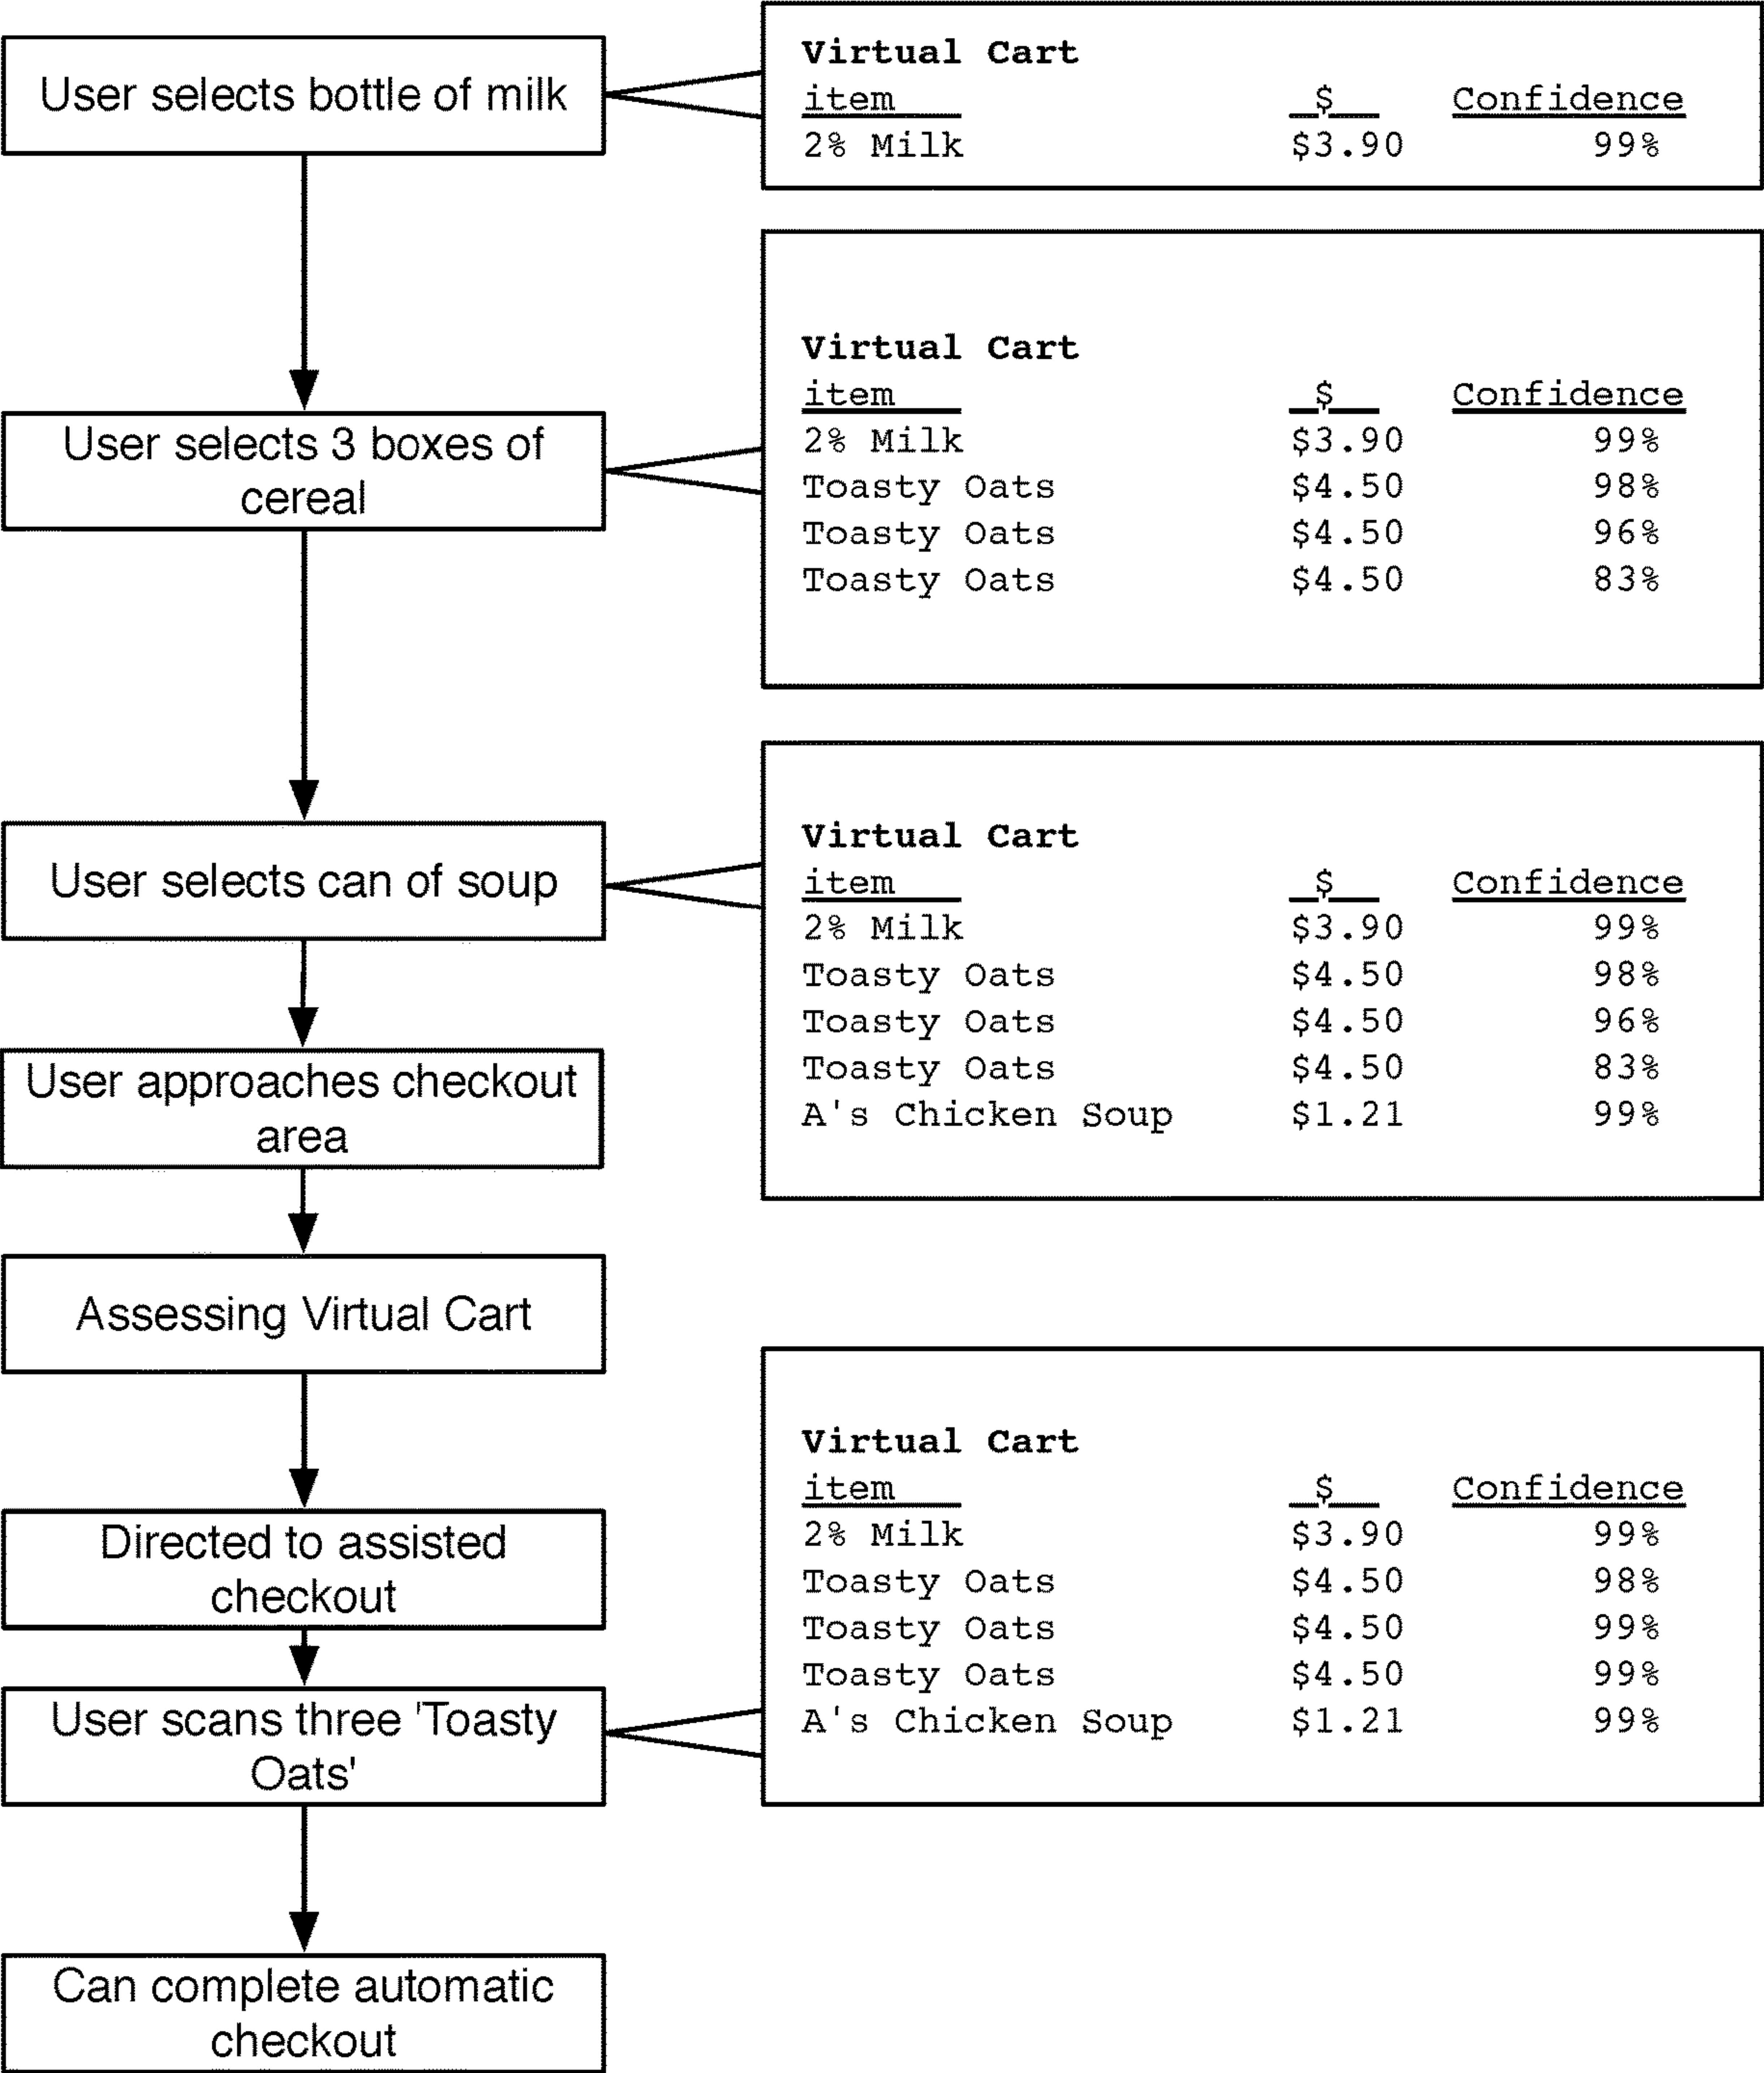 User selects bottle of milk
Virtual Cart
item $ Confidence
2% Milk $3.90 99%
User selects 3 boxes of
cereal
Virtual Cart
item $ Confidence
2% Milk $3.90 99%
Toasty Oats $4.50 98%
Toasty Oats $4.50 96%
Toasty Oats $4.50 83%
User selects can of soup
Virtual Cart
item $ Confidence
2% Milk $3.90 99%
Toasty Oats $4.50 98%
Toasty Oats $4.50 96%
Toasty Oats $4.50 83%
A's Chicken Soup $1.21 99%
User approaches checkout
area
Assessing Virtual Cart
Directed to assisted
checkout
User scans three 'Toasty
Oats'
Virtual Cart
item $ Confidence
2% Milk $3.90 99%
Toasty Oats $4.50 98%
Toasty Oats $4.50 99%
Toasty Oats $4.50 99%
A's Chicken Soup $1.21 99%
Can complete automatic
checkout